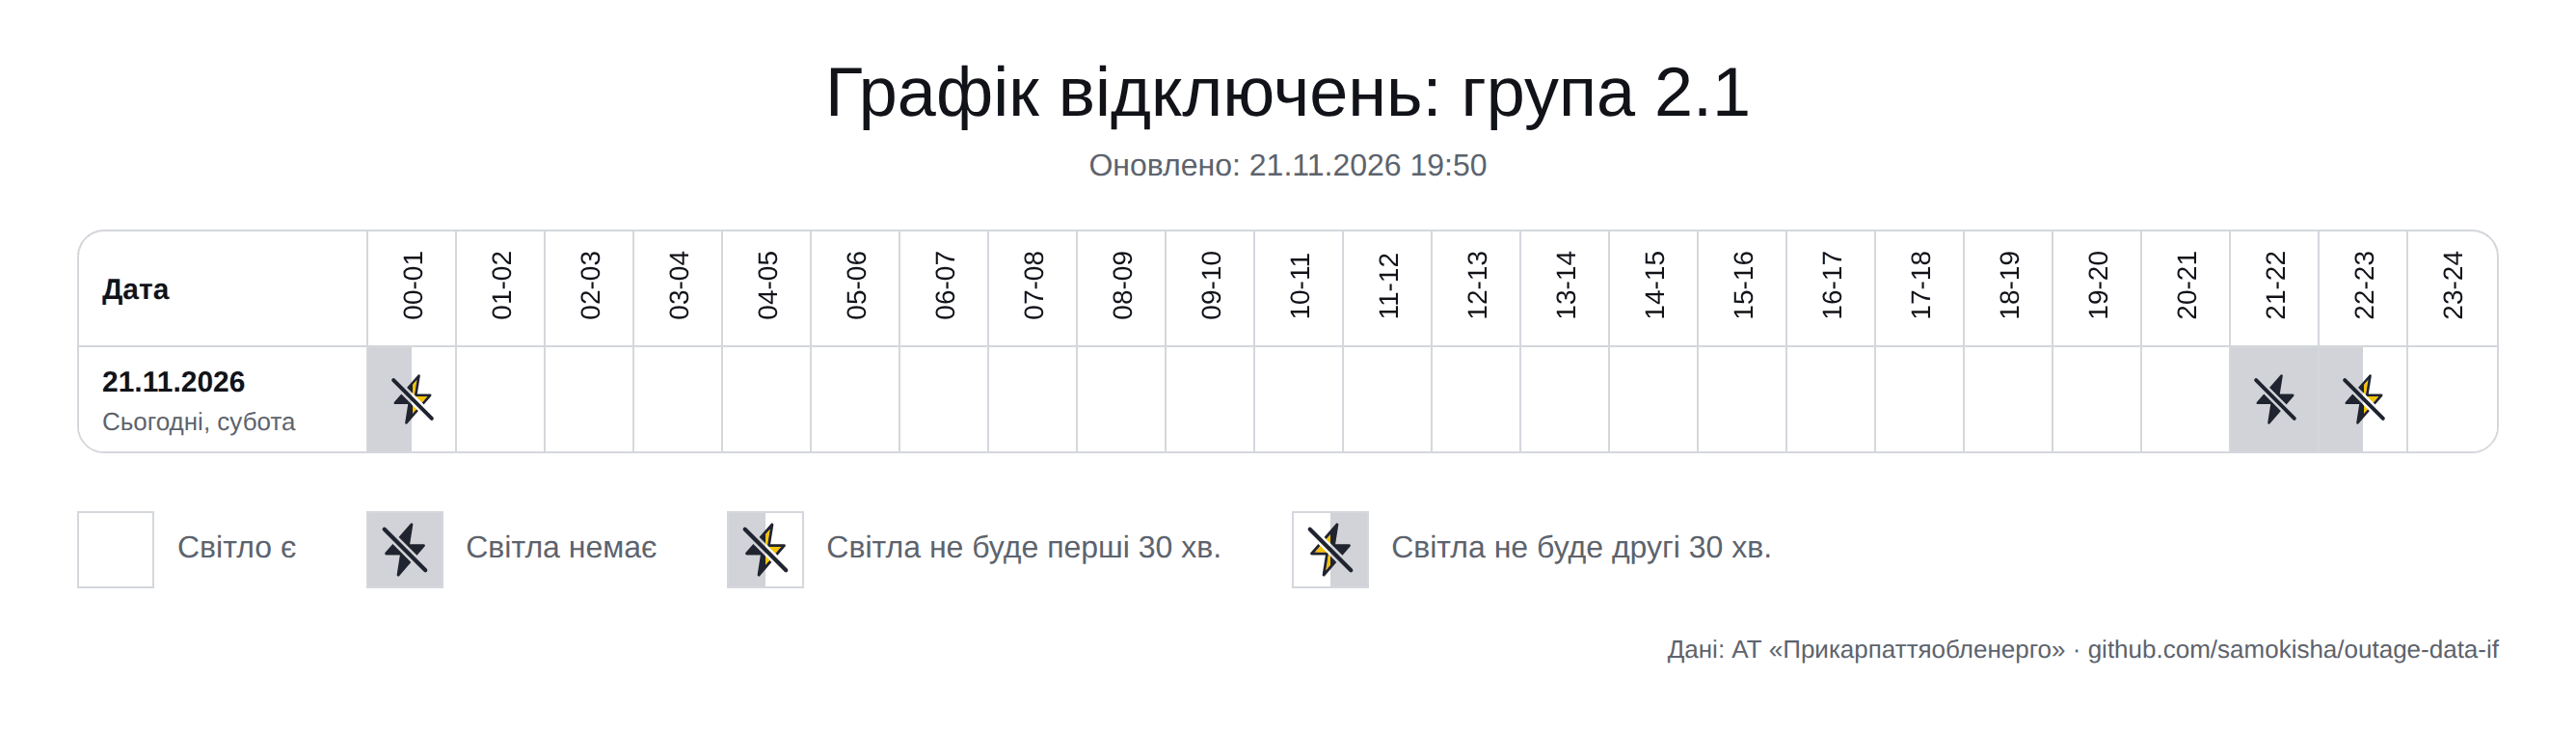 Графік відключень: група 2.1
Оновлено: 21.11.2026 19:50
Дата 00-01 01-02 02-03 03-04 04-05 05-06 06-07 07-08 08-09 09-10 10-11 11-12 12-13 13-14 14-15 15-16 16-17 17-18 18-19 19-20 20-21 21-22 22-23 23-24
21.11.2026
Сьогодні, субота
Світло є Світла немає Світла не буде перші 30 хв. Світла не буде другі 30 хв.
Дані: АТ «Прикарпаттяобленерго» · github.com/samokisha/outage-data-if